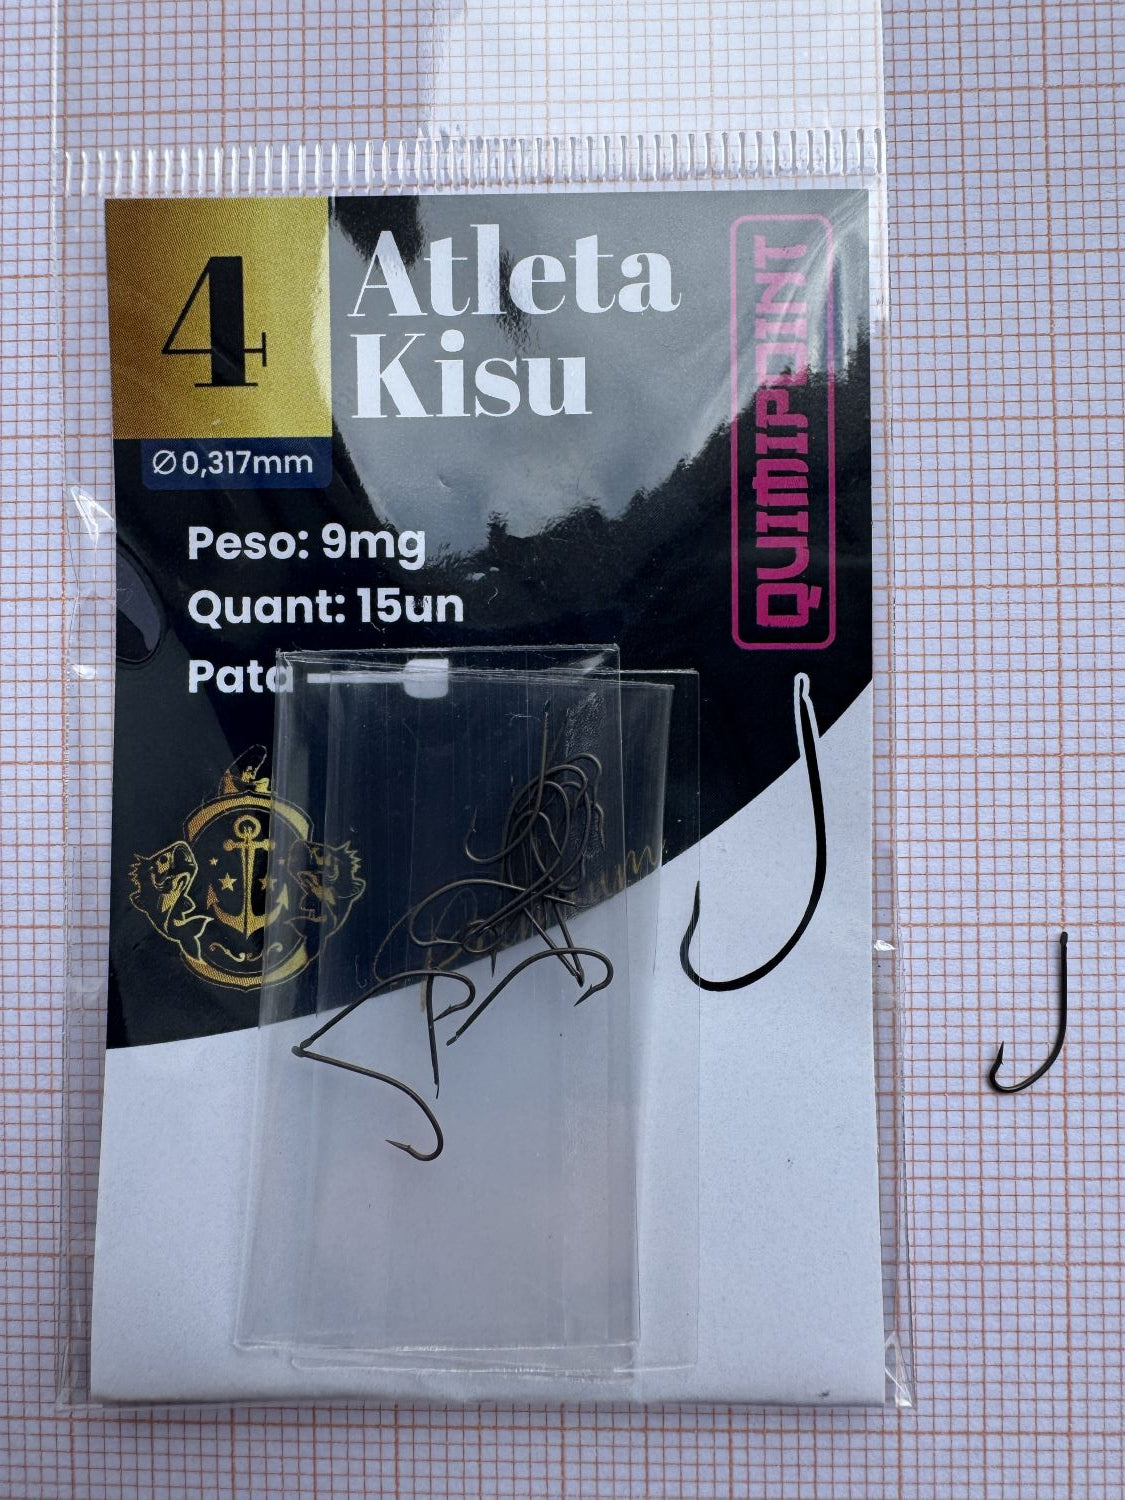 4
Atleta
Kisu
⌀ 0,317mm
Peso: 9mg
Quant: 15un
Pata
QUIMIPOINT